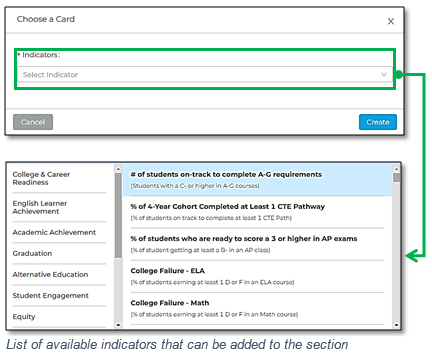 Choose a Card
X
* Indicators:
Select Indicator
Cancel
Create
College & Career
Readiness
English Learner
Achievement
Academic Achievement
Graduation
Alternative Education
Student Engagement
Equity
# of students on-track to complete A-G requirements
(Students with a C- or higher in A-G courses)
% of 4-Year Cohort Completed at Least 1 CTE Pathway
(% of students on track to complete at least 1 CTE Path)
% of students who are ready to score a 3 or higher in AP exams
(% of student getting at least a B- in an AP class)
College Failure - ELA
(% of students earning at least 1 D or F in an ELA course)
College Failure - Math
(% of students earning at least 1 D or F in an Math course)
List of available indicators that can be added to the section